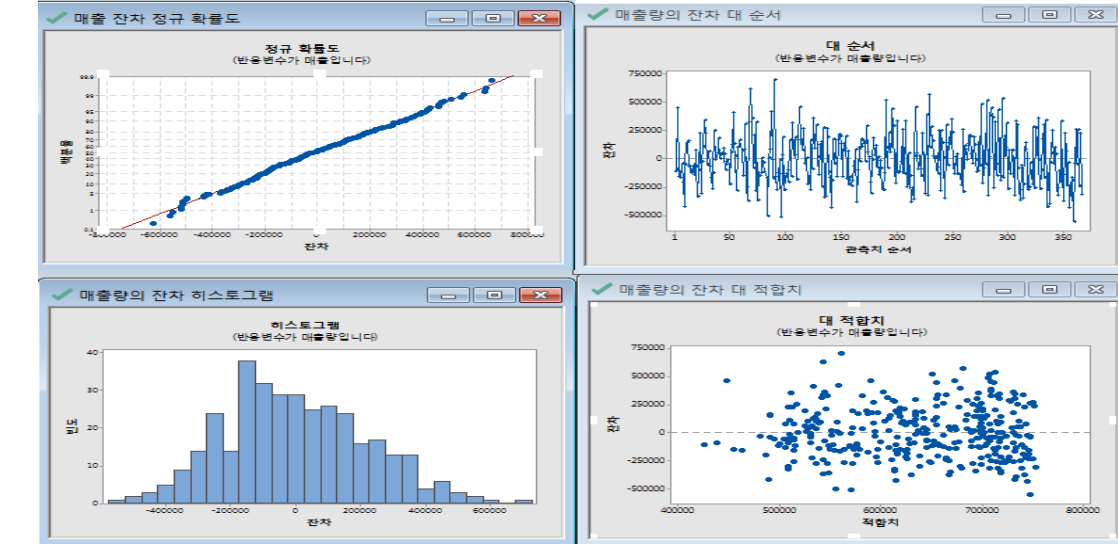 매출 잔차 정규 확률도
정규 확률도
(반응변수가 매출입니다)
99.9
99
95
90
80
70
60
50
40
30
20
10
5
1
0.1
백분율
-800000 -600000 -400000 -200000 0 200000 400000 600000 800000
잔차
매출량의 잔차 대 순서
대 순서
(반응변수가 매출량입니다)
750000
500000
250000
0
-250000
-500000
잔차
1 50 100 150 200 250 300 350
관측치 순서
매출량의 잔차 히스토그램
히스토그램
(반응변수가 매출량입니다)
40
30
20
10
0
빈도
-400000 -200000 0 200000 400000 600000
잔차
매출량의 잔차 대 적합치
대 적합치
(반응변수가 매출량입니다)
750000
500000
250000
0
-250000
-500000
잔차
400000 500000 600000 700000 800000
적합치